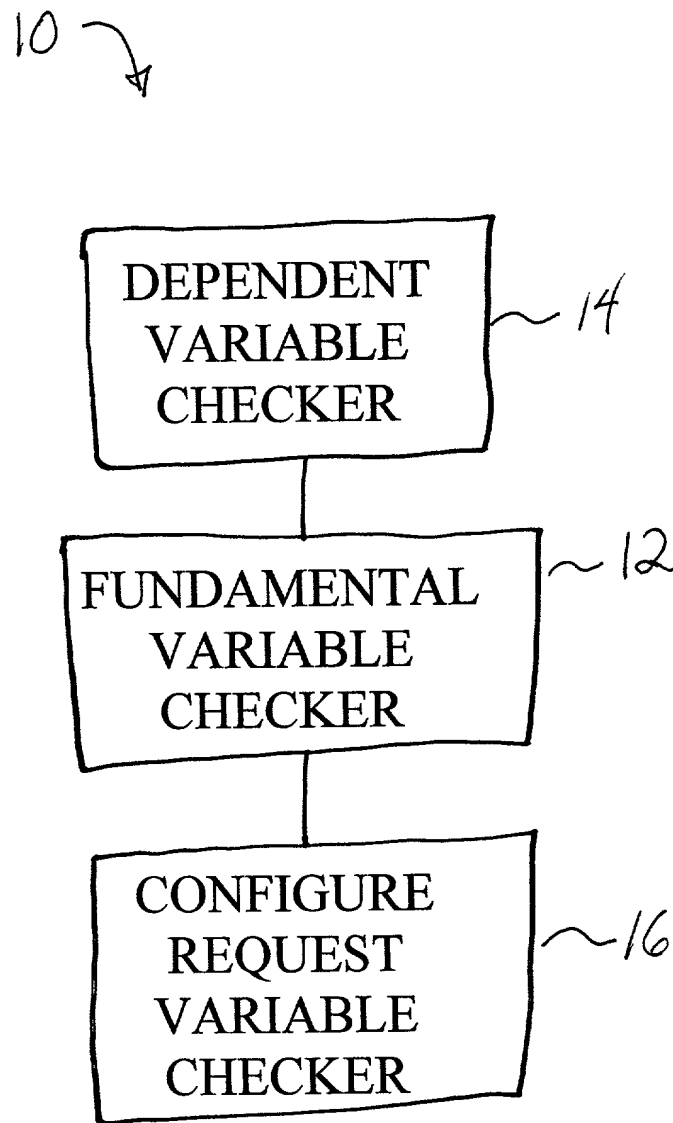 10
DEPENDENT
VARIABLE
CHECKER
14
FUNDAMENTAL
VARIABLE
CHECKER
12
CONFIGURE
REQUEST
VARIABLE
CHECKER
16